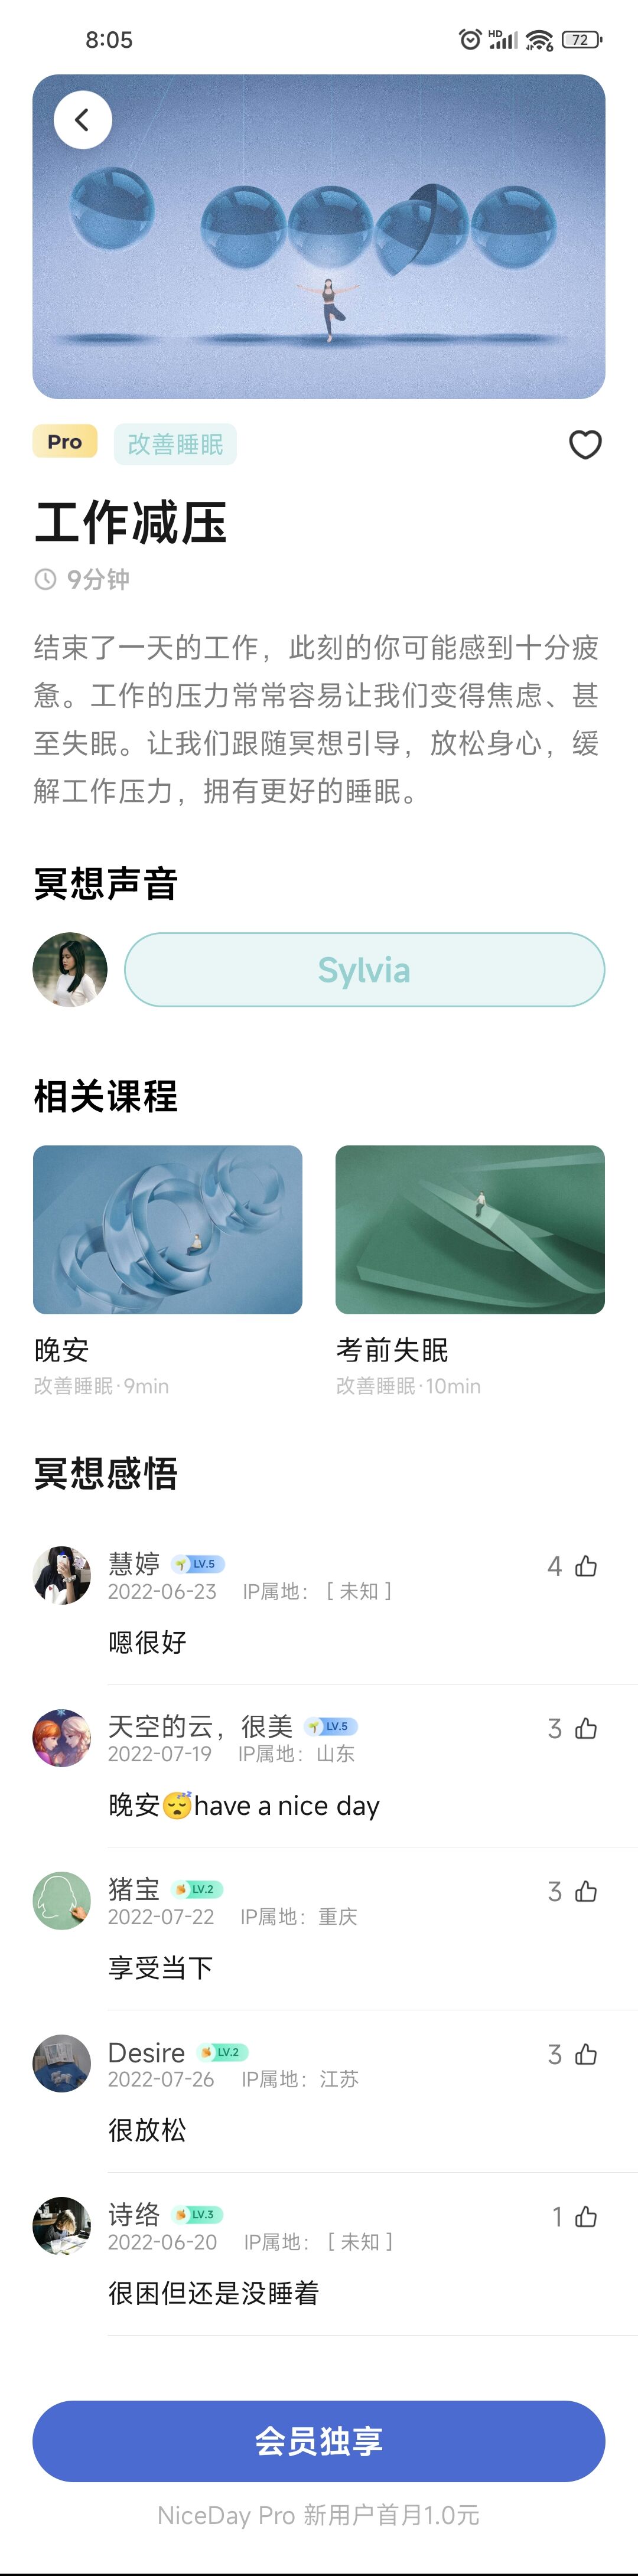 8:05
HD
6
72
Pro 改善睡眠
工作减压
9分钟
结束了一天的工作，此刻的你可能感到十分疲
惫。工作的压力常常容易让我们变得焦虑、甚
至失眠。让我们跟随冥想引导，放松身心，缓
解工作压力，拥有更好的睡眠。
冥想声音
Sylvia
相关课程
晚安
改善睡眠·9min
考前失眠
改善睡眠·10min
冥想感悟
慧婷 LV.5 4
2022-06-23 IP属地：[ 未知 ]
嗯很好
天空的云，很美 LV.5 3
2022-07-19 IP属地：山东
晚安😴have a nice day
猪宝 LV.2 3
2022-07-22 IP属地：重庆
享受当下
Desire LV.2 3
2022-07-26 IP属地：江苏
很放松
诗络 LV.3 1
2022-06-20 IP属地：[ 未知 ]
很困但还是没睡着
会员独享
NiceDay Pro 新用户首月1.0元